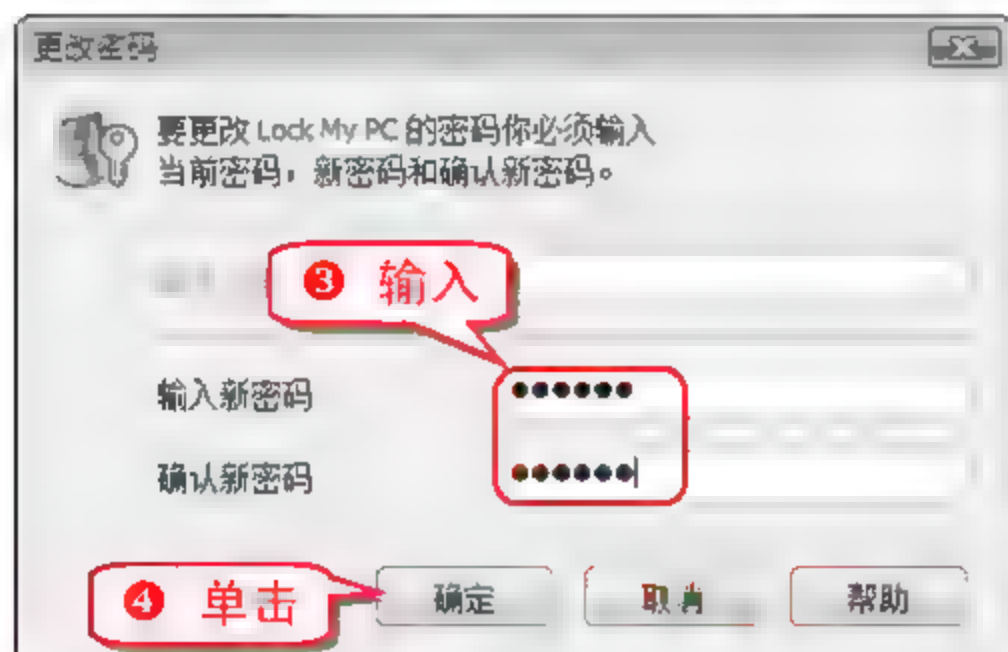 更改密码
要更改 Lock My PC 的密码你必须输入
当前密码，新密码和确认新密码。
❸ 输入
输入新密码 ●●●●●●
确认新密码 ●●●●●●
❹ 单击
确定 取消 帮助